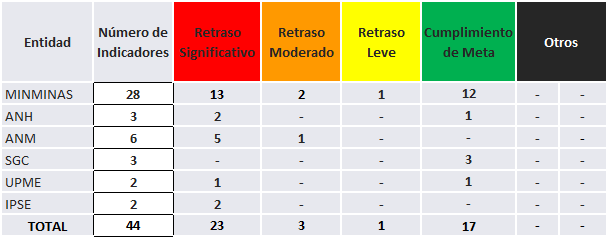 Entidad Número de Indicadores Retraso Significativo Retraso Moderado Retraso Leve Cumplimiento de Meta Otros
MINMINAS 28 13 2 1 12 - -
ANH 3 2 - - 1 - -
ANM 6 5 1 - - - -
SGC 3 - - - 3 - -
UPME 2 1 - - 1 - -
IPSE 2 2 - - - - -
TOTAL 44 23 3 1 17 - -